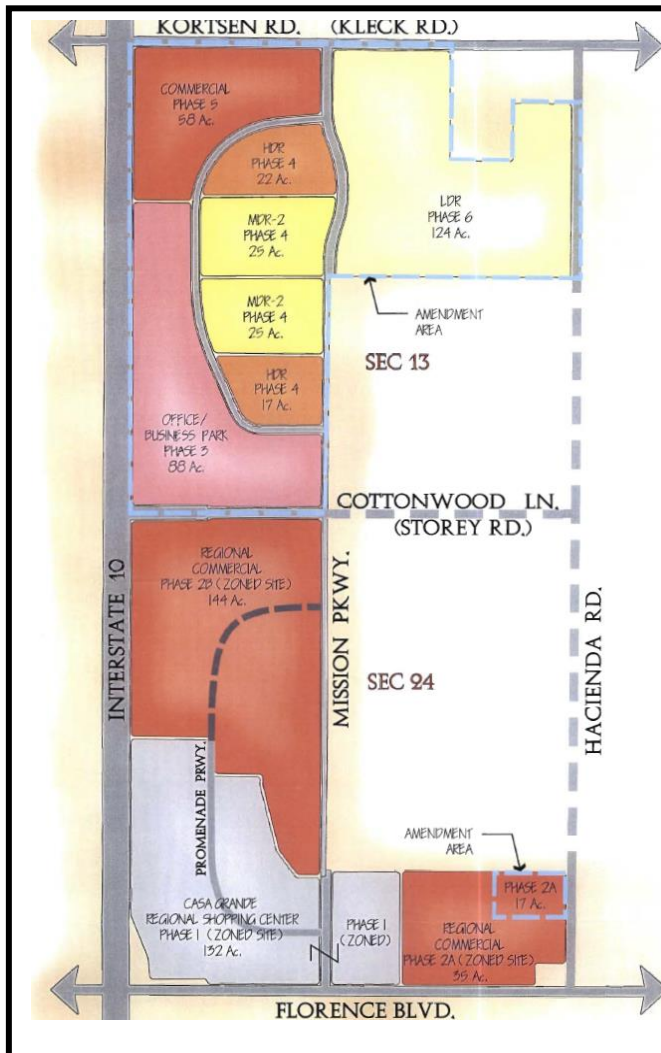 KORTSEN RD. (KLECK RD.)
COMMERCIAL
PHASE 5
58 Ac.
HDR
PHASE 4
22 Ac.
MDR-2
PHASE 4
25 Ac.
LDR
PHASE 6
124 Ac.
MDR-2
PHASE 4
25 Ac.
AMENDMENT
AREA
SEC 13
HDR
PHASE 4
17 Ac.
OFFICE/
BUSINESS PARK
PHASE 3
88 Ac.
COTTONWOOD LN.
(STOREY RD.)
REGIONAL
COMMERCIAL
PHASE 2B (ZONED SITE)
144 Ac.
INTERSTATE 10
MISSION PKWY.
HACIENDA RD.
SEC 24
PROMENADE PKWY.
AMENDMENT
AREA
PHASE 2A
17 Ac.
CASA GRANDE
REGIONAL SHOPPING CENTER
PHASE 1 (ZONED SITE)
132 Ac.
PHASE 1
(ZONED)
REGIONAL
COMMERCIAL
PHASE 2A (ZONED SITE)
35 Ac.
FLORENCE BLVD.